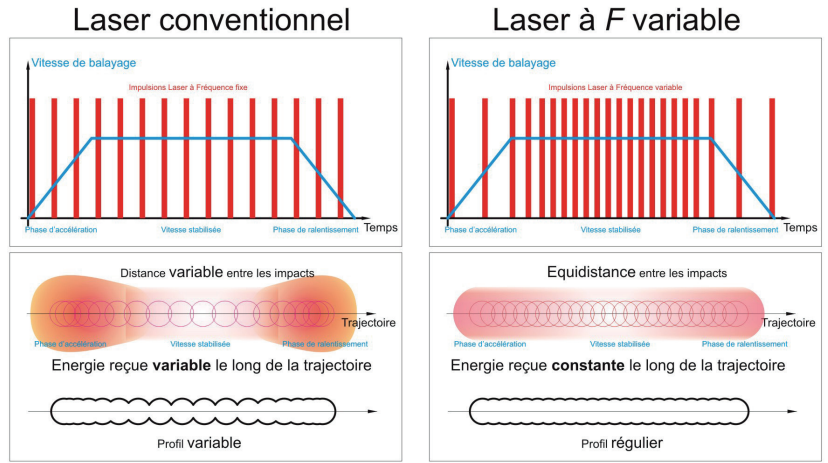 Laser conventionnel
Vitesse de balayage
Impulsions Laser à Fréquence fixe
Temps
Phase d'accélération
Vitesse stabilisée
Phase de ralentissement
Distance variable entre les impacts
Trajectoire
Phase d'accélération
Vitesse stabilisée
Phase de ralentissement
Energie reçue variable le long de la trajectoire
Profil variable
Laser à F variable
Vitesse de balayage
Impulsions Laser à Fréquence variable
Temps
Phase d'accélération
Vitesse stabilisée
Phase de ralentissement
Equidistance entre les impacts
Trajectoire
Phase d'accélération
Vitesse stabilisée
Phase de ralentissement
Energie reçue constante le long de la trajectoire
Profil régulier